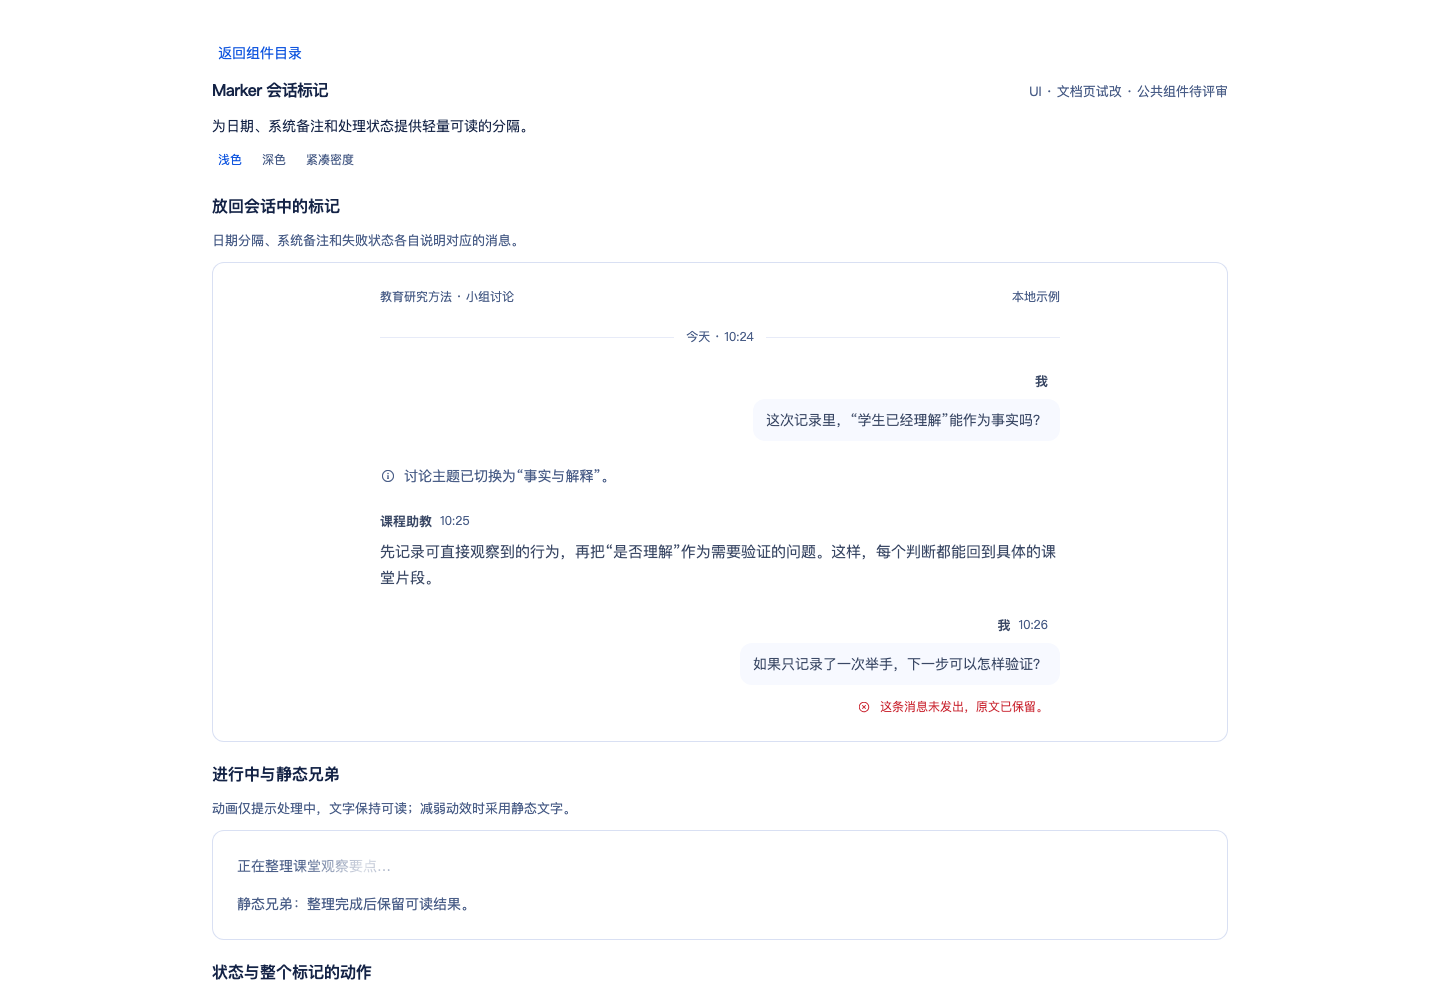 返回组件目录
Marker 会话标记
UI · 文档页试改 · 公共组件待评审
为日期、系统备注和处理状态提供轻量可读的分隔。
浅色 深色 紧凑密度
放回会话中的标记
日期分隔、系统备注和失败状态各自说明对应的消息。
教育研究方法 · 小组讨论
本地示例
今天 · 10:24
我
这次记录里，“学生已经理解”能作为事实吗？
讨论主题已切换为“事实与解释”。
课程助教 10:25
先记录可直接观察到的行为，再把“是否理解”作为需要验证的问题。这样，每个判断都能回到具体的课
堂片段。
我 10:26
如果只记录了一次举手，下一步可以怎样验证？
这条消息未发出，原文已保留。
进行中与静态兄弟
动画仅提示处理中，文字保持可读；减弱动效时采用静态文字。
正在整理课堂观察要点…
静态兄弟：整理完成后保留可读结果。
状态与整个标记的动作